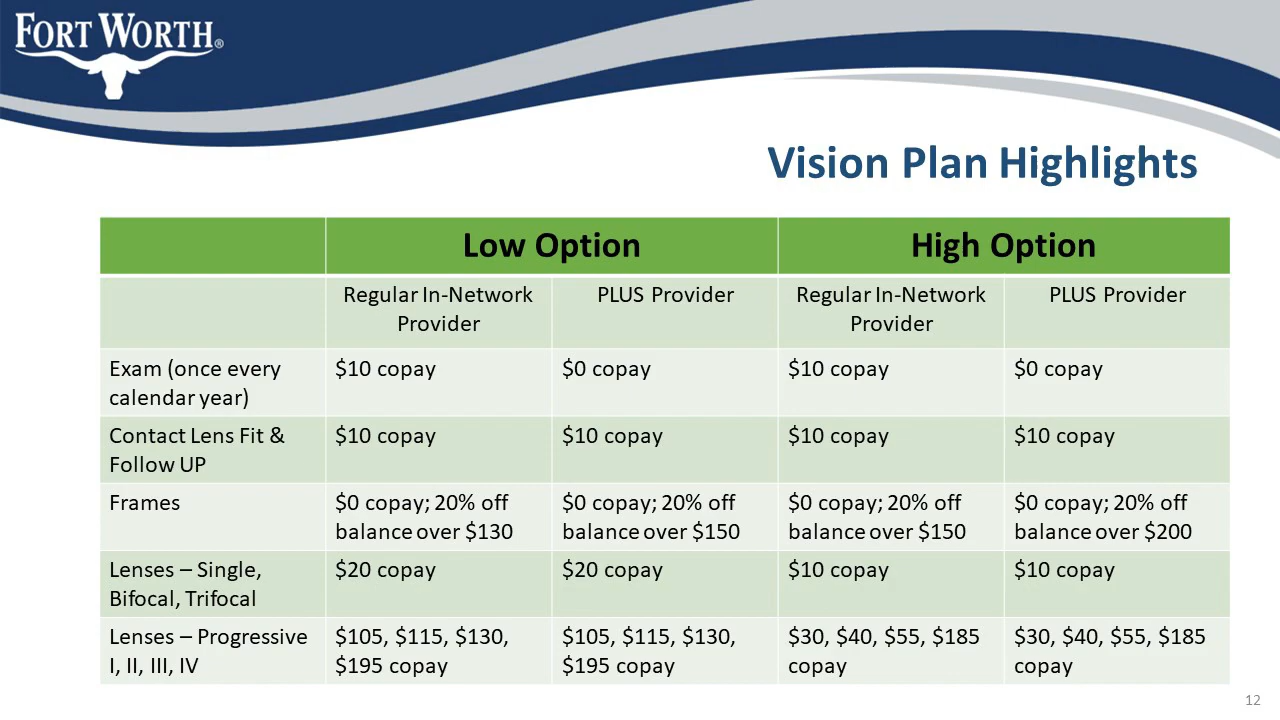 FORT WORTH®
Vision Plan Highlights
Low Option High Option
Regular In-Network Provider PLUS Provider Regular In-Network Provider PLUS Provider
Exam (once every calendar year) $10 copay $0 copay $10 copay $0 copay
Contact Lens Fit & Follow UP $10 copay $10 copay $10 copay $10 copay
Frames $0 copay; 20% off balance over $130 $0 copay; 20% off balance over $150 $0 copay; 20% off balance over $150 $0 copay; 20% off balance over $200
Lenses – Single, Bifocal, Trifocal $20 copay $20 copay $10 copay $10 copay
Lenses – Progressive I, II, III, IV $105, $115, $130, $195 copay $105, $115, $130, $195 copay $30, $40, $55, $185 copay $30, $40, $55, $185 copay
12